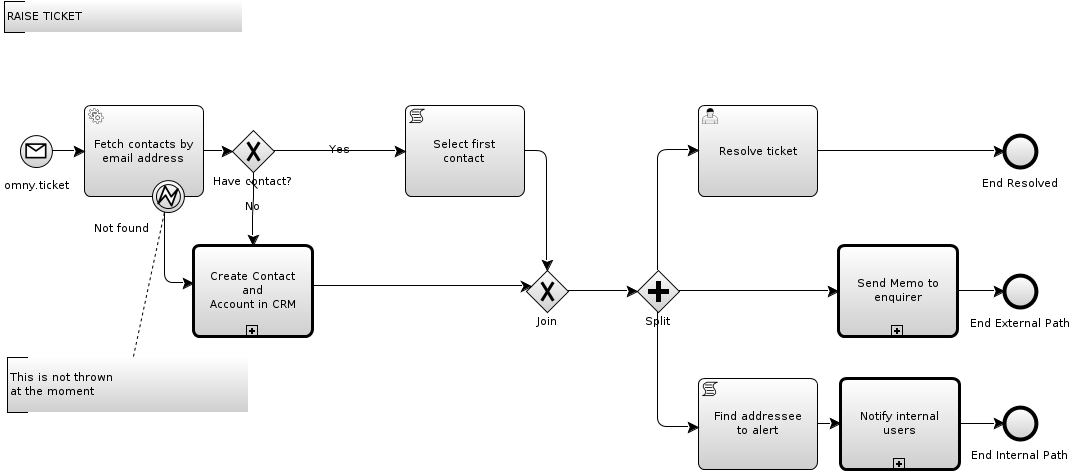 RAISE TICKET
Fetch contacts by
email address
omny.ticket
Have contact?
Yes
No
Select first
contact
Resolve ticket
End Resolved
Not found
Create Contact
and
Account in CRM
Join
Split
Send Memo to
enquirer
End External Path
This is not thrown
at the moment
Find addressee
to alert
Notify internal
users
End Internal Path